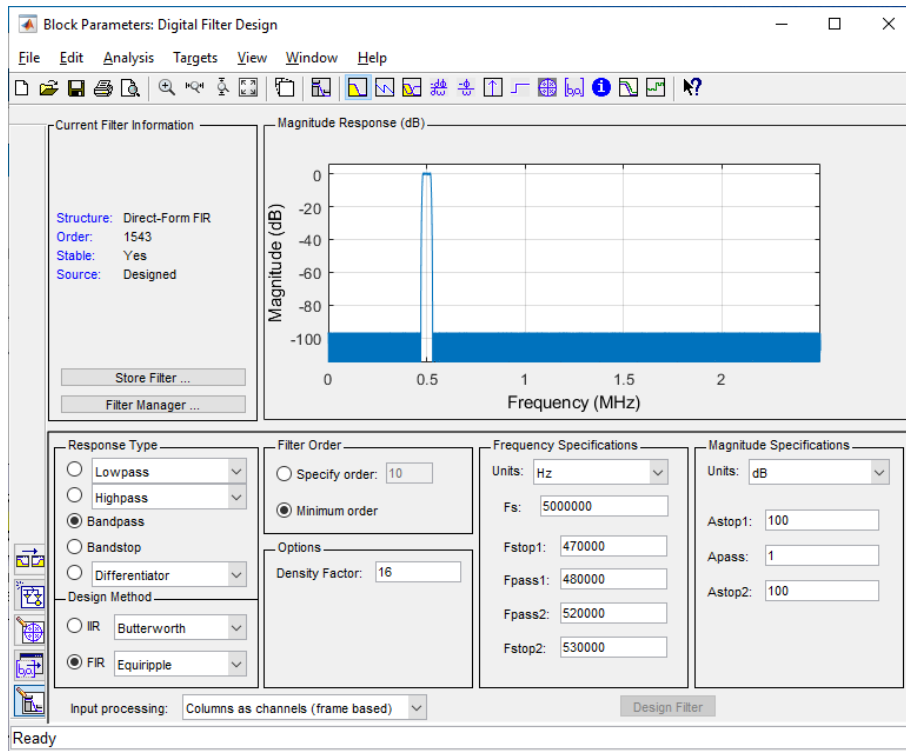 Block Parameters: Digital Filter Design
File Edit Analysis Targets View Window Help
Current Filter Information
Structure: Direct-Form FIR
Order: 1543
Stable: Yes
Source: Designed
Store Filter ...
Filter Manager ...
Magnitude Response (dB)
Magnitude (dB)
0
-20
-40
-60
-80
-100
0 0.5 1 1.5 2
Frequency (MHz)
Response Type
Lowpass
Highpass
Bandpass
Bandstop
Differentiator
Design Method
IIR Butterworth
FIR Equiripple
Filter Order
Specify order: 10
Minimum order
Options
Density Factor: 16
Frequency Specifications
Units: Hz
Fs: 5000000
Fstop1: 470000
Fpass1: 480000
Fpass2: 520000
Fstop2: 530000
Magnitude Specifications
Units: dB
Astop1: 100
Apass: 1
Astop2: 100
Input processing: Columns as channels (frame based)
Design Filter
Ready